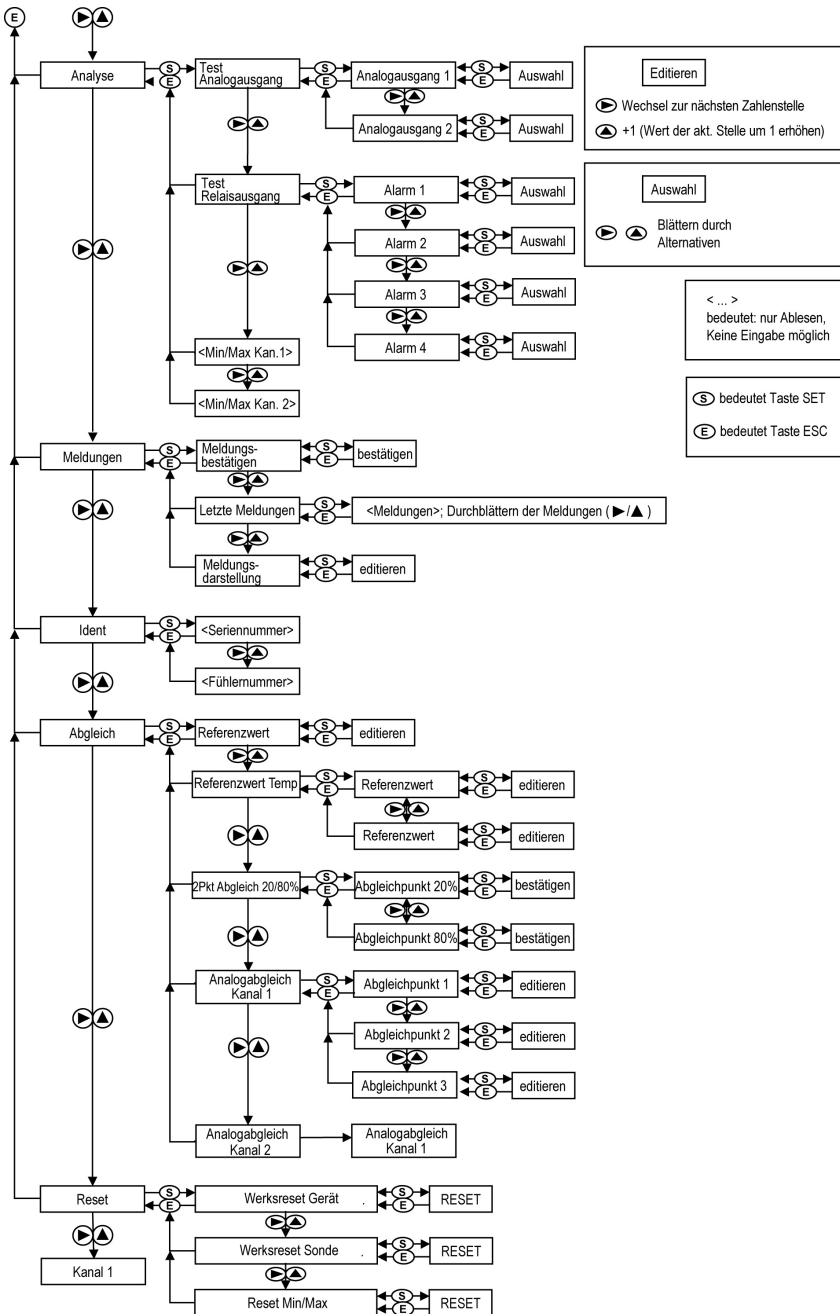 E
Analyse
S
E
Test
Analogausgang
S
E
Analogausgang 1
S
E
Auswahl
Analogausgang 2
S
E
Auswahl
Test
Relaisausgang
S
E
Alarm 1
S
E
Auswahl
Alarm 2
S
E
Auswahl
Alarm 3
S
E
Auswahl
Alarm 4
S
E
Auswahl
<Min/Max Kan.1>
<Min/Max Kan. 2>
Editieren
Wechsel zur nächsten Zahlenstelle
+1 (Wert der akt. Stelle um 1 erhöhen)
Auswahl
Blättern durch
Alternativen
< ... >
bedeutet: nur Ablesen,
Keine Eingabe möglich
S bedeutet Taste SET
E bedeutet Taste ESC
Meldungen
S
E
Meldungs-
bestätigen
S
E
bestätigen
Letzte Meldungen
S
E
<Meldungen>; Durchblättern der Meldungen (▶/▲ )
Meldungs-
darstellung
S
E
editieren
Ident
S
E
<Seriennummer>
<Fühlernummer>
Abgleich
S
E
Referenzwert
S
E
editieren
Referenzwert Temp
S
E
Referenzwert
S
E
editieren
Referenzwert
S
E
editieren
2Pkt Abgleich 20/80%
S
E
Abgleichpunkt 20%
S
E
bestätigen
Abgleichpunkt 80%
S
E
bestätigen
Analogabgleich
Kanal 1
S
E
Abgleichpunkt 1
S
E
editieren
Abgleichpunkt 2
S
E
editieren
Abgleichpunkt 3
S
E
editieren
Analogabgleich
Kanal 2
Analogabgleich
Kanal 1
Reset
S
E
Werksreset Gerät .
S
E
RESET
Werksreset Sonde .
S
E
RESET
Reset Min/Max
S
E
RESET
Kanal 1